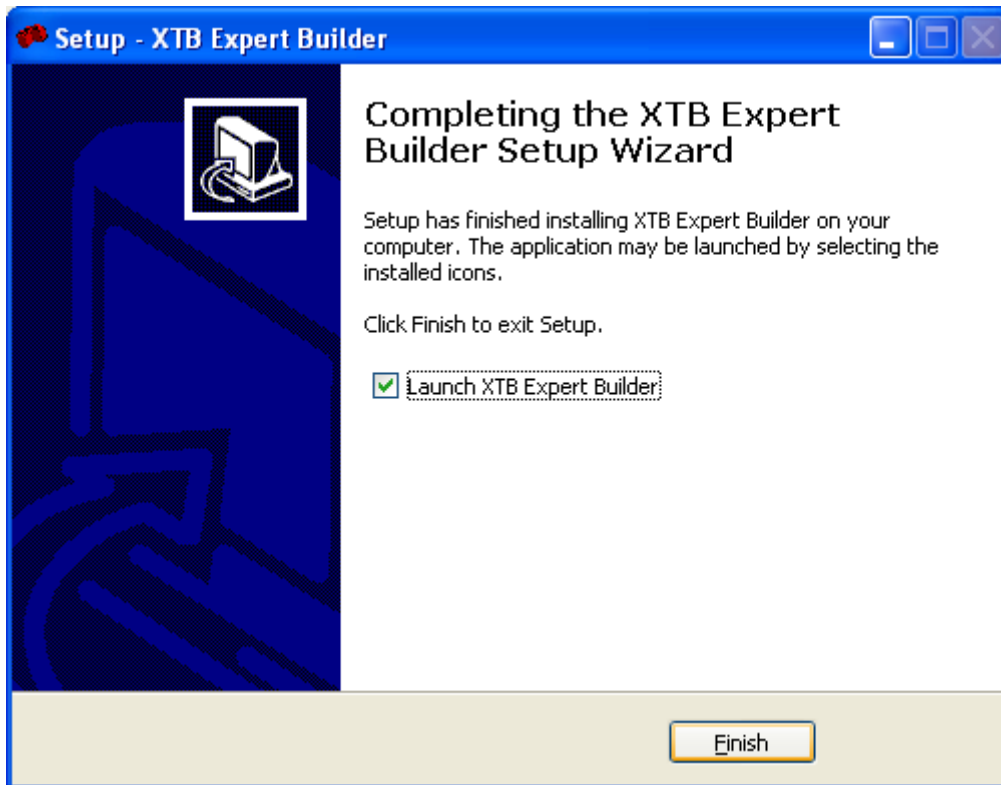 Setup - XTB Expert Builder
Completing the XTB Expert
Builder Setup Wizard
Setup has finished installing XTB Expert Builder on your
computer. The application may be launched by selecting the
installed icons.
Click Finish to exit Setup.
Launch XTB Expert Builder
Finish